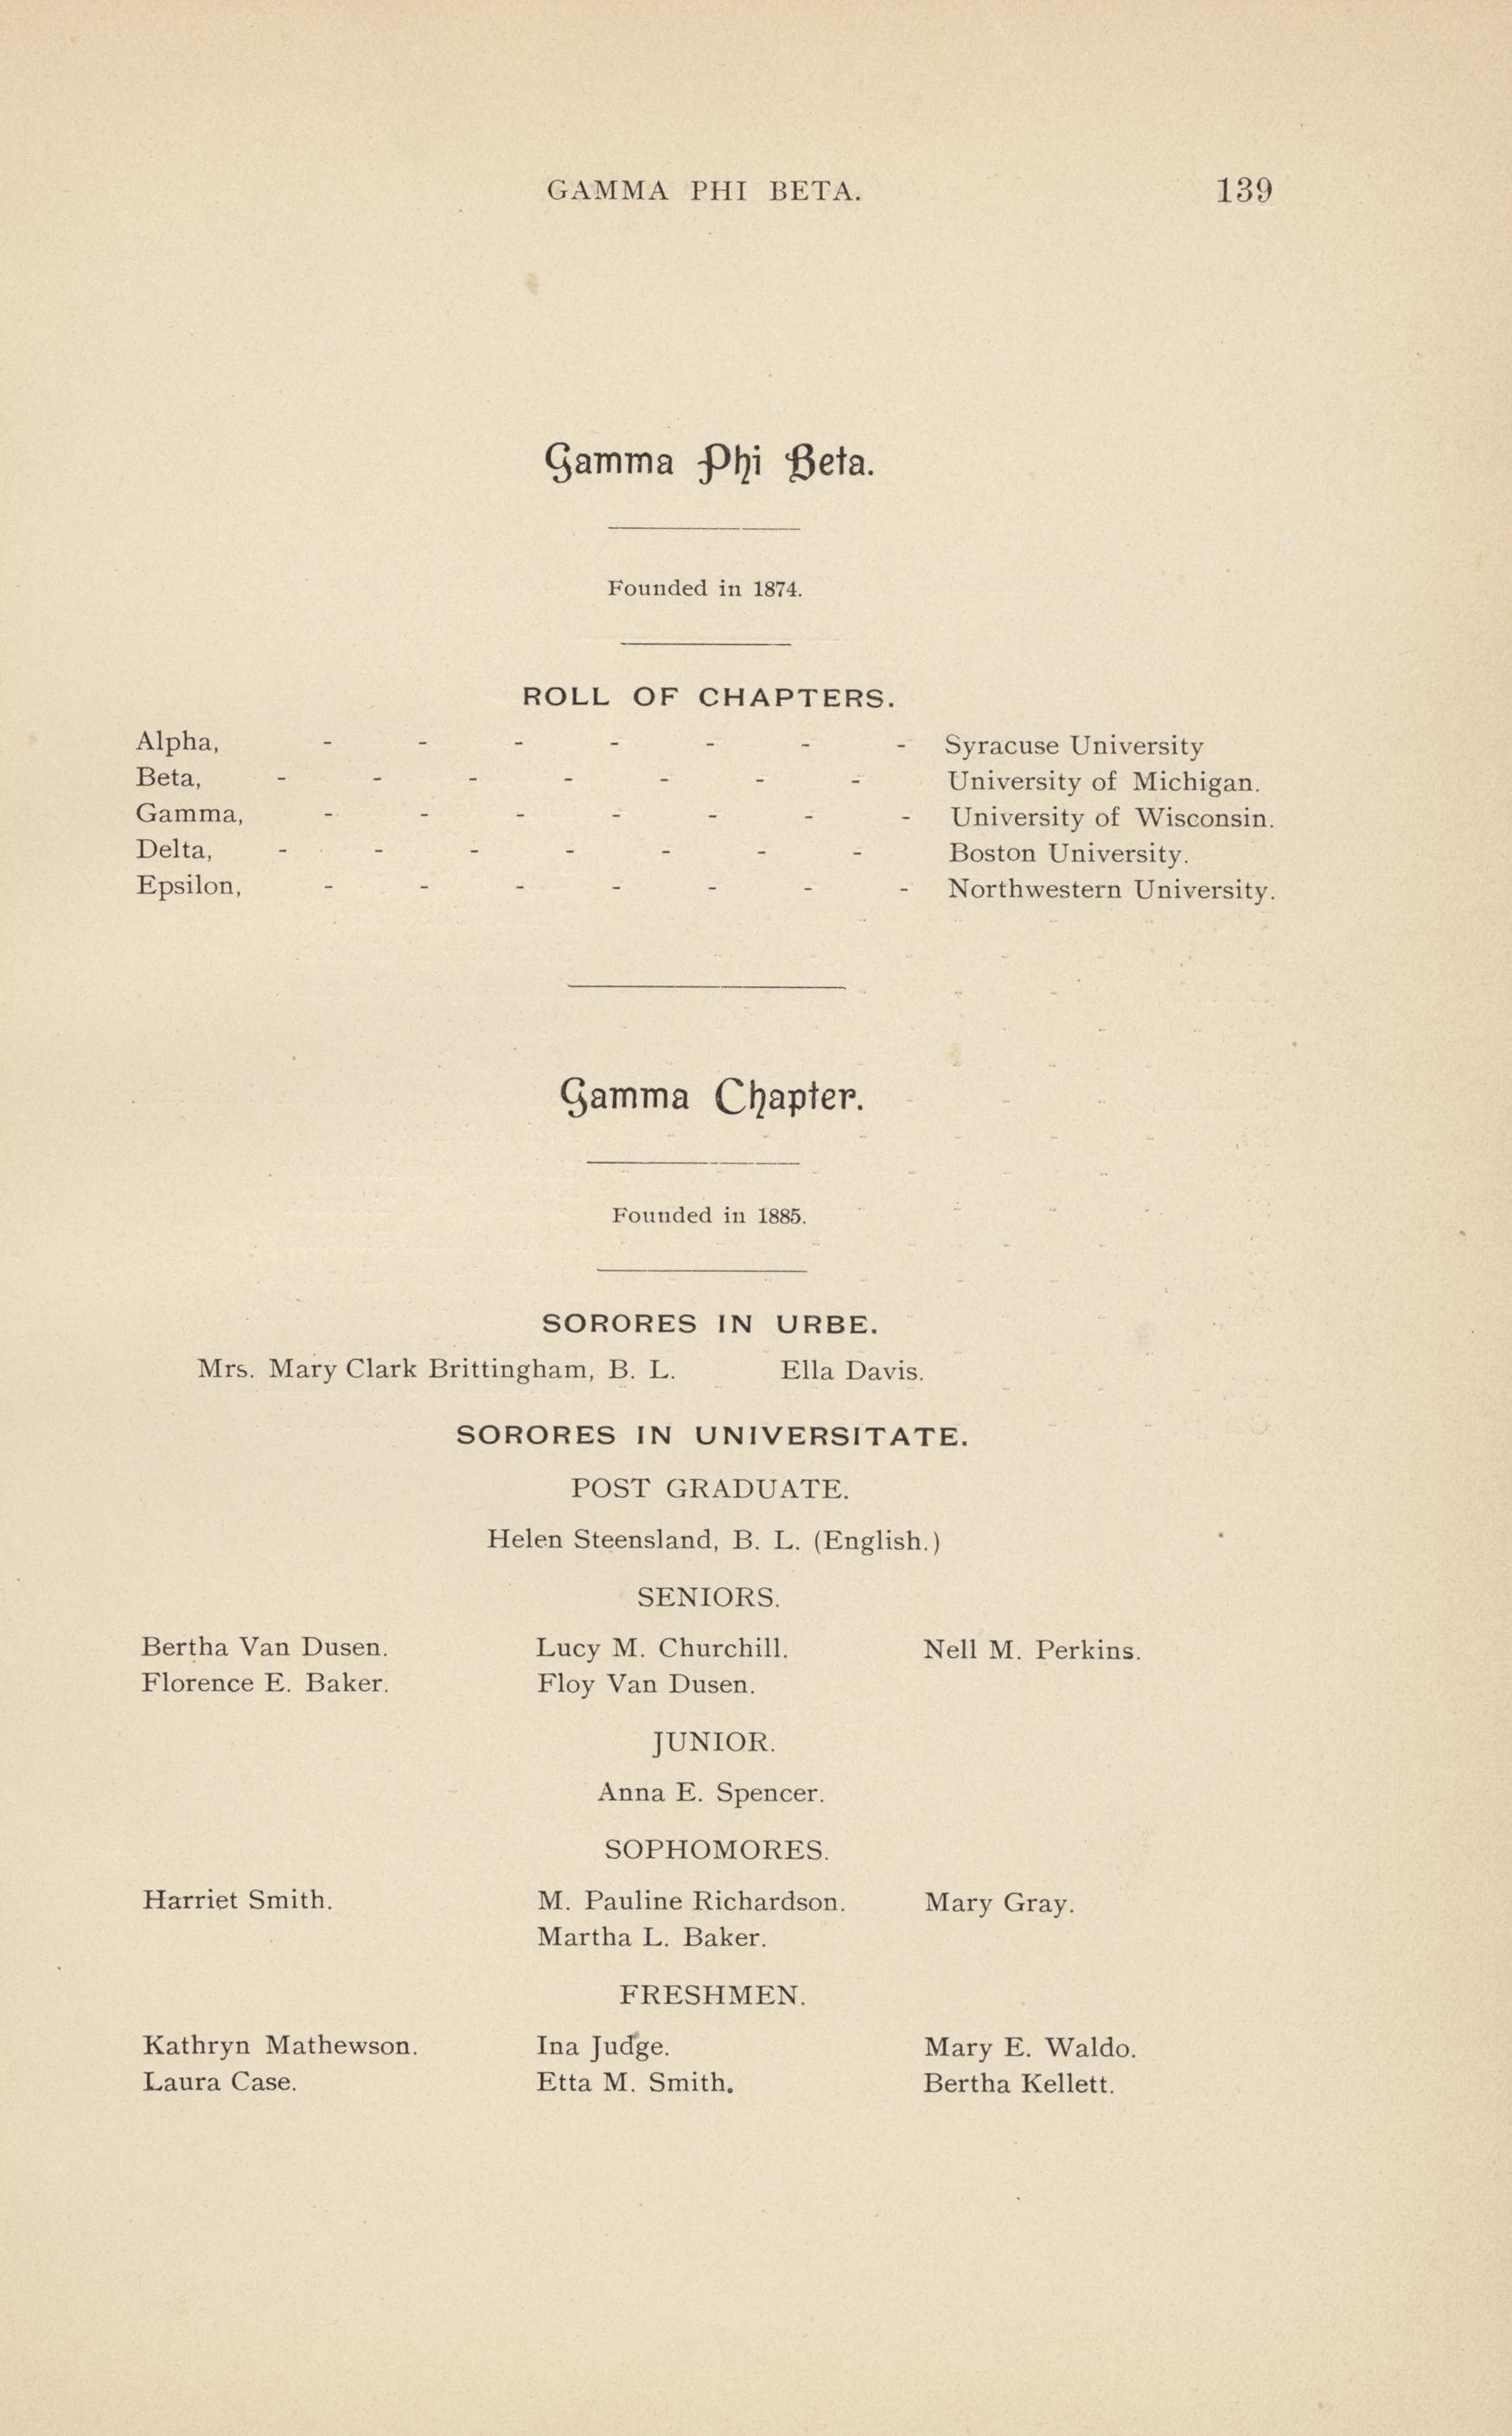 GAMMA PHI BETA. 139
Gamma Phi Beta.
Founded in 1874.
ROLL OF CHAPTERS.
Alpha, - - - - - - - Syracuse University
Beta, - - - - - - - University of Michigan.
Gamma, - - - - - - - University of Wisconsin.
Delta, - - - - - - - Boston University.
Epsilon, - - - - - - - Northwestern University.
Gamma Chapter.
Founded in 1885.
SORORES IN URBE.
Mrs. Mary Clark Brittingham, B. L. Ella Davis.
SORORES IN UNIVERSITATE.
POST GRADUATE.
Helen Steensland, B. L. (English.)
SENIORS.
Bertha Van Dusen. Lucy M. Churchill. Nell M. Perkins.
Florence E. Baker. Floy Van Dusen.
JUNIOR.
Anna E. Spencer.
SOPHOMORES.
Harriet Smith. M. Pauline Richardson. Mary Gray.
Martha L. Baker.
FRESHMEN.
Kathryn Mathewson. Ina Judge. Mary E. Waldo.
Laura Case. Etta M. Smith. Bertha Kellett.